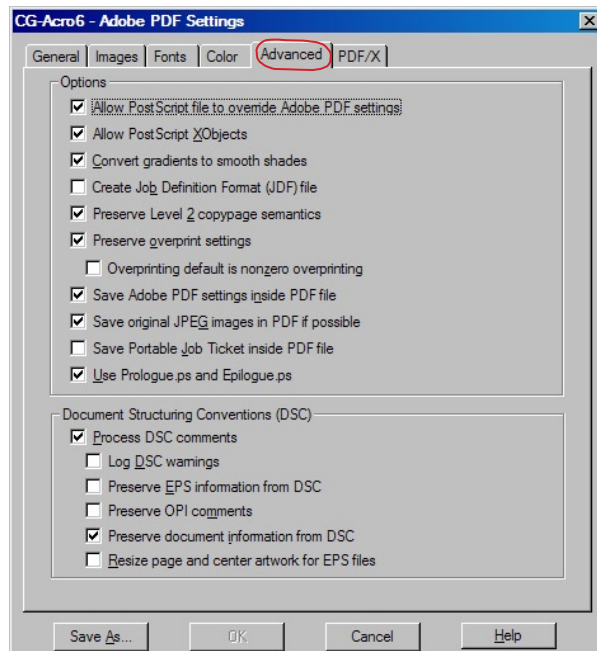 CG-Acro6 - Adobe PDF Settings
General Images Fonts Color Advanced PDF/X
Options
Allow PostScript file to override Adobe PDF settings
Allow PostScript XObjects
Convert gradients to smooth shades
Create Job Definition Format (JDF) file
Preserve Level 2 copypage semantics
Preserve overprint settings
Overprinting default is nonzero overprinting
Save Adobe PDF settings inside PDF file
Save original JPEG images in PDF if possible
Save Portable Job Ticket inside PDF file
Use Prologue.ps and Epilogue.ps
Document Structuring Conventions (DSC)
Process DSC comments
Log DSC warnings
Preserve EPS information from DSC
Preserve OPI comments
Preserve document information from DSC
Resize page and center artwork for EPS files
Save As... OK Cancel Help